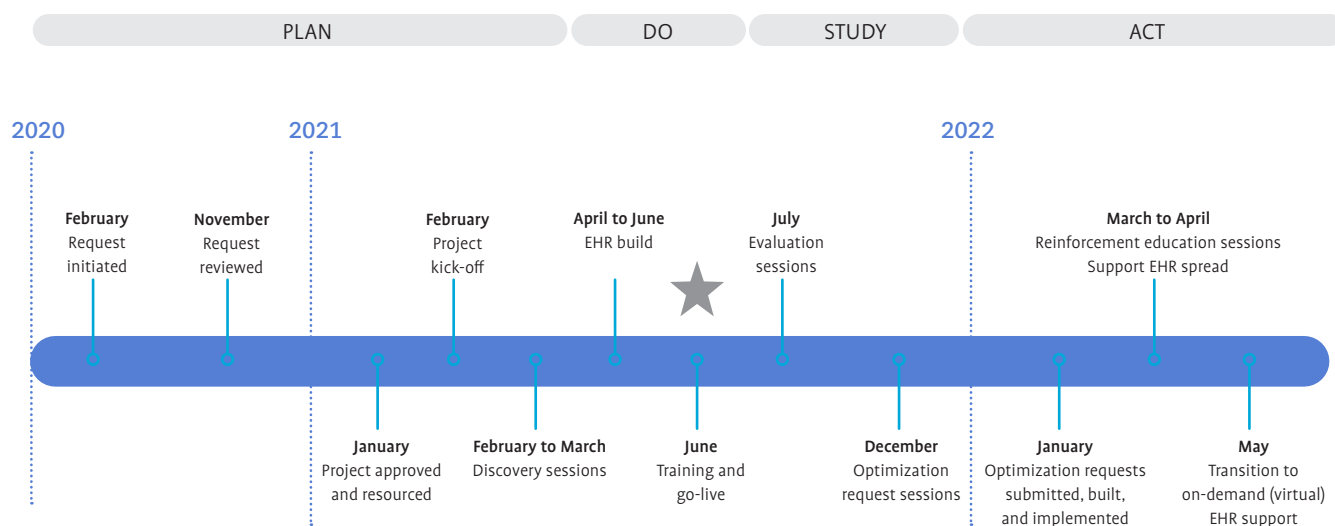 PLAN
DO
STUDY
ACT
2020
2021
2022
February
Request
initiated
November
Request
reviewed
February
Project
kick-off
April to June
EHR build
July
Evaluation
sessions
March to April
Reinforcement education sessions
Support EHR spread
January
Project approved
and resourced
February to March
Discovery sessions
June
Training and
go-live
December
Optimization
request sessions
January
Optimization requests
submitted, built,
and implemented
May
Transition to
on-demand (virtual)
EHR support